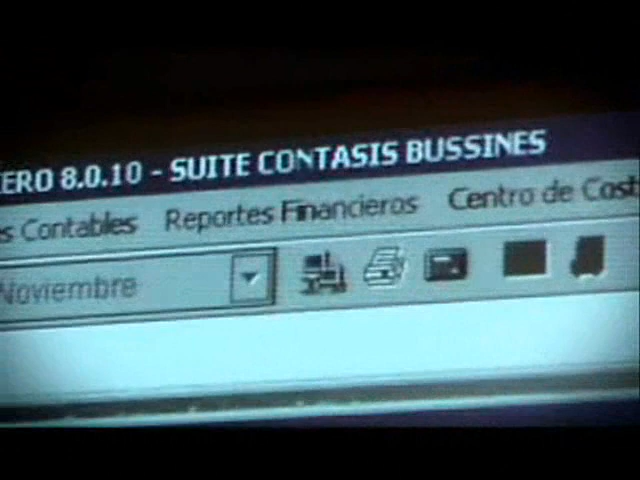 ERO 8.0.10 - SUITE CONTASIS BUSSINES
s Contables Reportes Financieros Centro de Cost
Noviembre